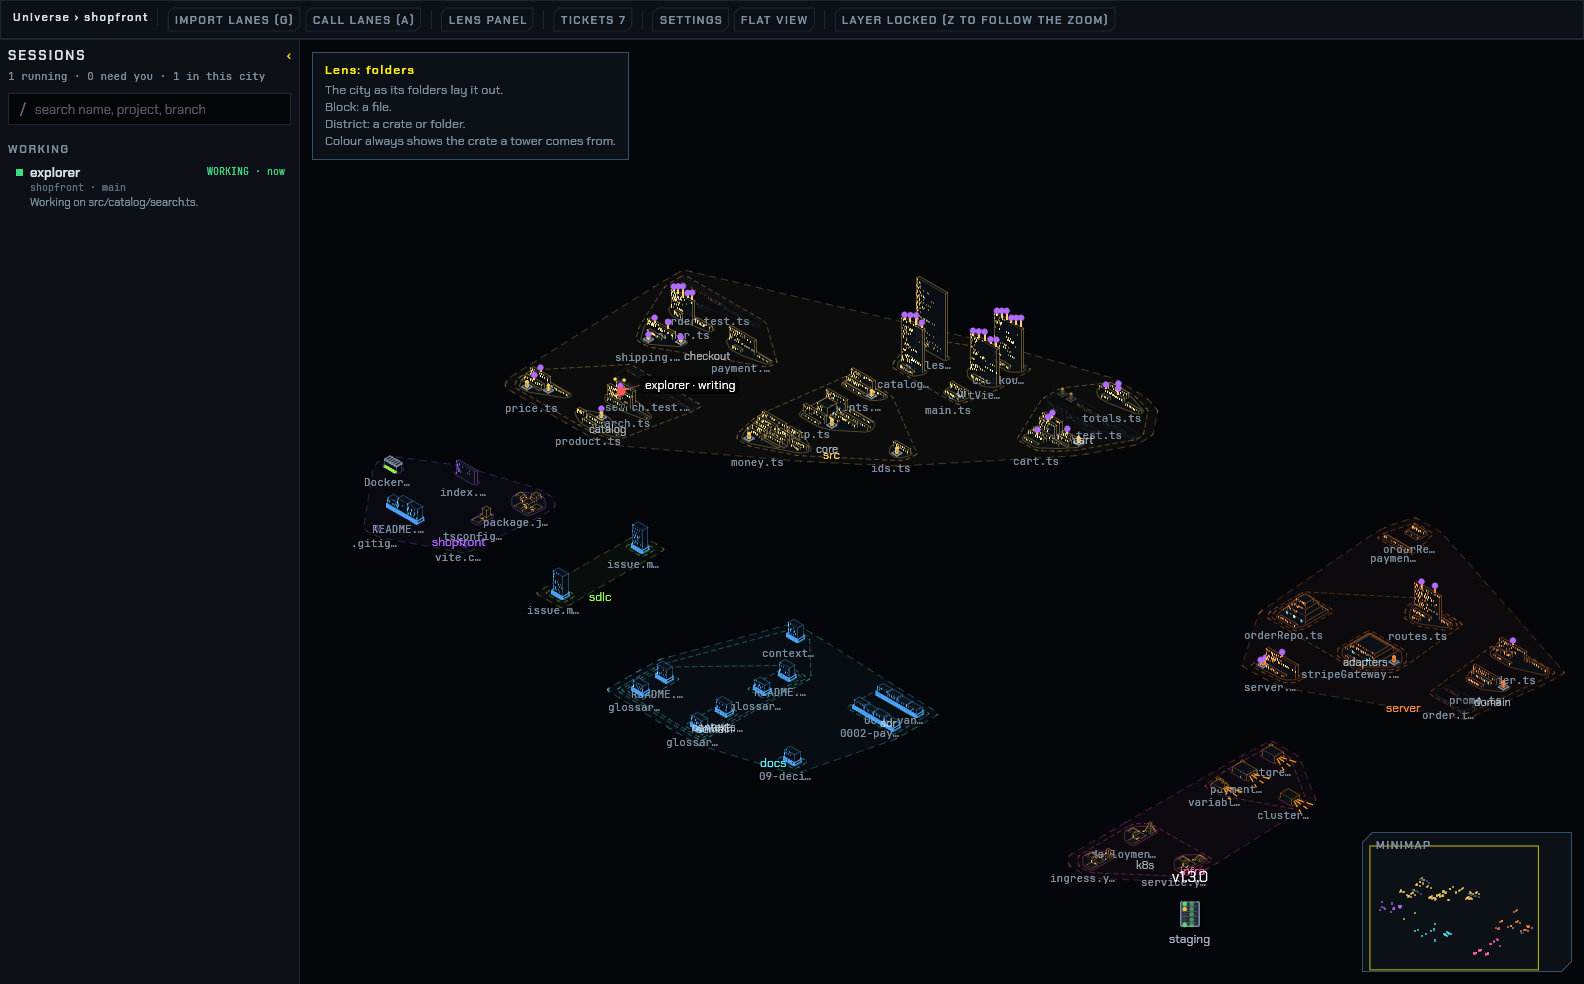 Universe › shopfront
IMPORT LANES (G)
CALL LANES (A)
LENS PANEL
TICKETS 7
SETTINGS
FLAT VIEW
LAYER LOCKED (Z TO FOLLOW THE ZOOM)
SESSIONS
‹
1 running · 0 need you · 1 in this city
/ search name, project, branch
WORKING
explorer
WORKING · now
shopfront · main
Working on src/catalog/search.ts.
Lens: folders
The city as its folders lay it out.
Block: a file.
District: a crate or folder.
Colour always shows the crate a tower comes from.
shipping.…
checkout
payment.…
explorer · writing
price.ts
catalog
product.ts
catalog…
main.ts
money.ts
core
src
ids.ts
totals.ts
cart.ts
Docker…
index.…
package.j…
README.…
tsconfig…
.gitig…
shopfront
vite.c…
issue.m…
issue.m…
sdlc
context…
README.…
glossar…
glossar…
0002-pay…
docs
09-deci…
paymen…
orderRepo.ts
routes.ts
adapters
stripeGateway.…
server.…
domain
server
order.t…
payment…
variabl…
cluster…
k8s
ingress.y…
service.y…
v1.3.0
staging
MINIMAP